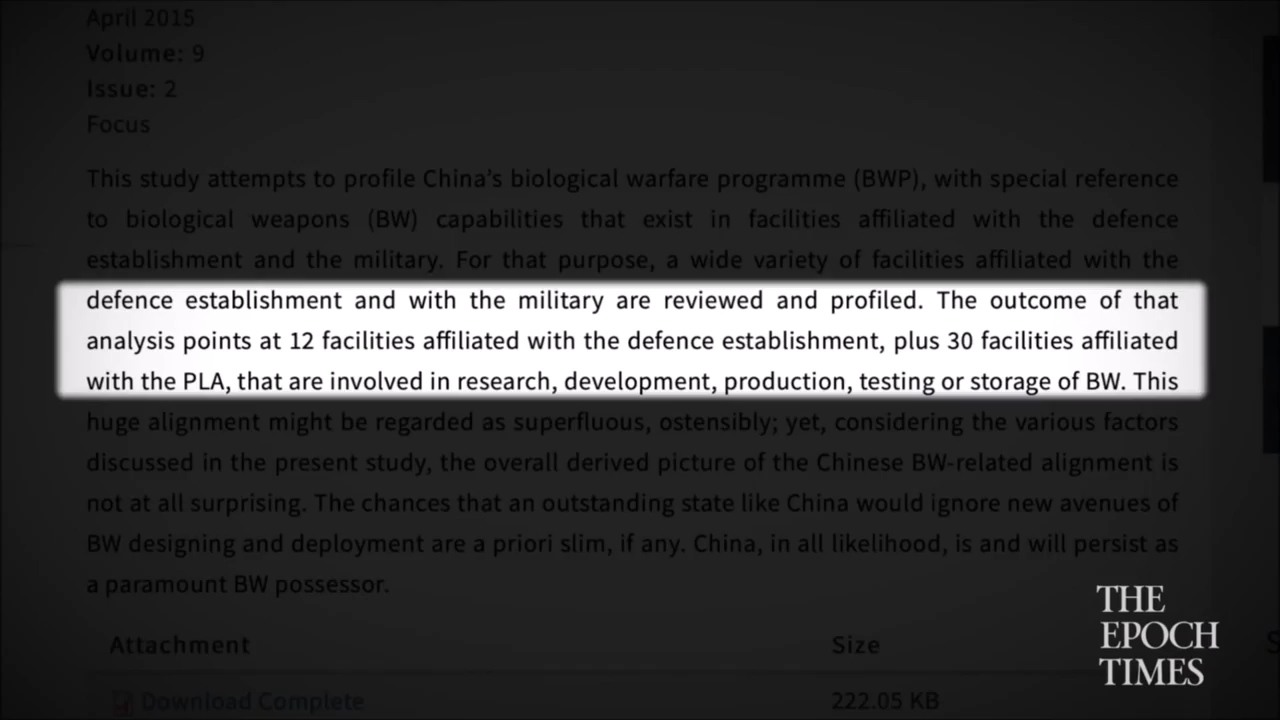 April 2015
Volume: 9
Issue: 2
Focus
This study attempts to profile China’s biological warfare programme (BWP), with special reference
to biological weapons (BW) capabilities that exist in facilities affiliated with the defence
establishment and the military. For that purpose, a wide variety of facilities affiliated with the
defence establishment and with the military are reviewed and profiled. The outcome of that
analysis points at 12 facilities affiliated with the defence establishment, plus 30 facilities affiliated
with the PLA, that are involved in research, development, production, testing or storage of BW. This
huge alignment might be regarded as superfluous, ostensibly; yet, considering the various factors
discussed in the present study, the overall derived picture of the Chinese BW-related alignment is
not at all surprising. The chances that an outstanding state like China would ignore new avenues of
BW designing and deployment are a priori slim, if any. China, in all likelihood, is and will persist as
a paramount BW possessor.
Attachment Size
Download Complete 222.05 KB
S
THE
EPOCH
TIMES